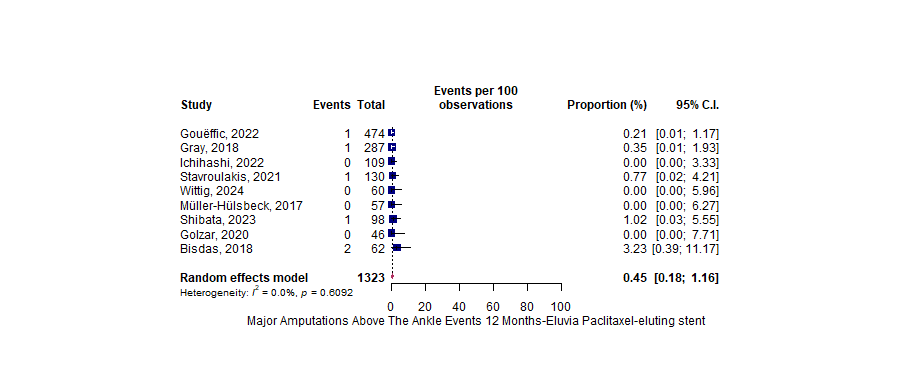 Events per 100
Study Events Total observations Proportion (%) 95% C.I.
Gouëffic, 2022 1 474 0.21 [0.01; 1.17]
Gray, 2018 1 287 0.35 [0.01; 1.93]
Ichihashi, 2022 0 109 0.00 [0.00; 3.33]
Stavroulakis, 2021 1 130 0.77 [0.02; 4.21]
Wittig, 2024 0 60 0.00 [0.00; 5.96]
Müller-Hülsbeck, 2017 0 57 0.00 [0.00; 6.27]
Shibata, 2023 1 98 1.02 [0.03; 5.55]
Golzar, 2020 0 46 0.00 [0.00; 7.71]
Bisdas, 2018 2 62 3.23 [0.39; 11.17]
Random effects model 1323 0.45 [0.18; 1.16]
Heterogeneity: I² = 0.0%, p = 0.6092
0 20 40 60 80 100
Major Amputations Above The Ankle Events 12 Months-Eluvia Paclitaxel-eluting stent